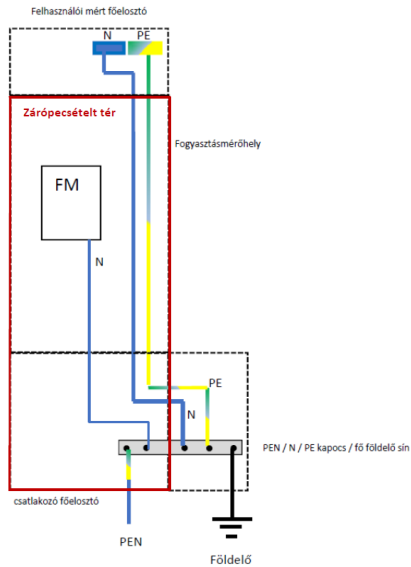 Felhasználói mért főelosztó
N PE
Zárópecsételt tér
Fogyasztásmérőhely
FM
N
PE
N
PEN / N / PE kapocs / fő földelő sín
csatlakozó főelosztó
PEN
Földelő